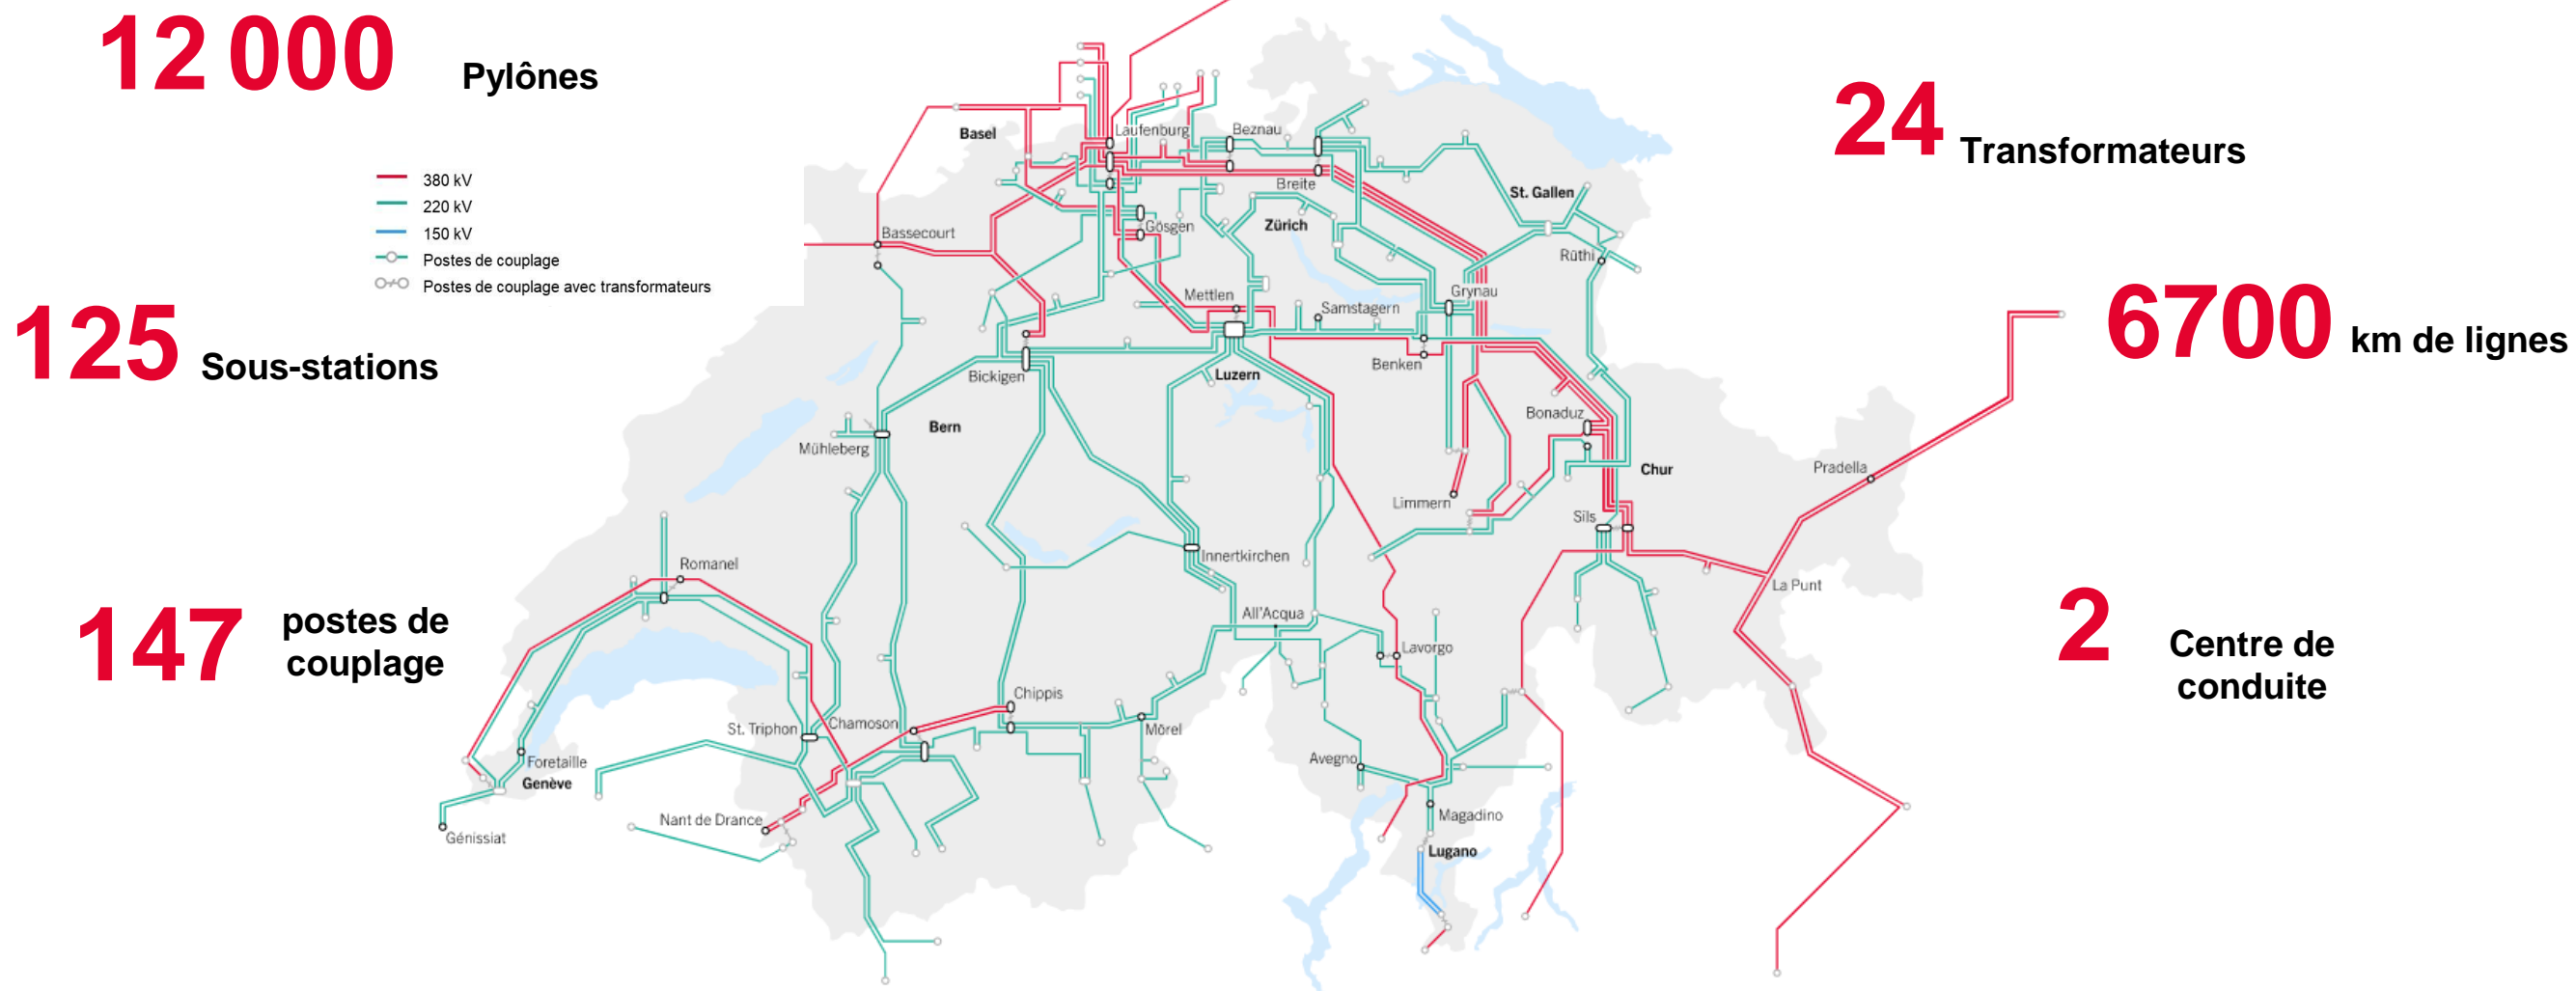 12 000 Pylônes
24 Transformateurs
380 kV
220 kV
150 kV
Postes de couplage
Postes de couplage avec transformateurs
125 Sous-stations
6700 km de lignes
147 postes de
couplage
2 Centre de
conduite
Basel
Laufenburg
Beznau
Breite
St. Gallen
Zürich
Gösgen
Bassecourt
Rüthi
Mettlen
Grynau
Samstagern
Benken
Luzern
Bickigen
Bern
Mühleberg
Bonaduz
Chur
Pradella
Limmern
Sils
Innertkirchen
Romanel
La Punt
All'Acqua
Lavorgo
Chippis
St. Triphon
Chamoson
Mörel
Foretaille
Genève
Avegno
Nant de Drance
Magadino
Génissiat
Lugano